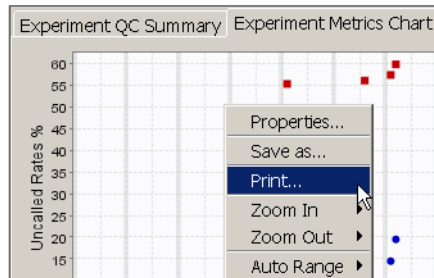 Experiment QC Summary
Experiment Metrics Chart
Uncalled Rates %
60
55
50
45
40
35
30
25
20
15
Properties...
Save as...
Print...
Zoom In
Zoom Out
Auto Range